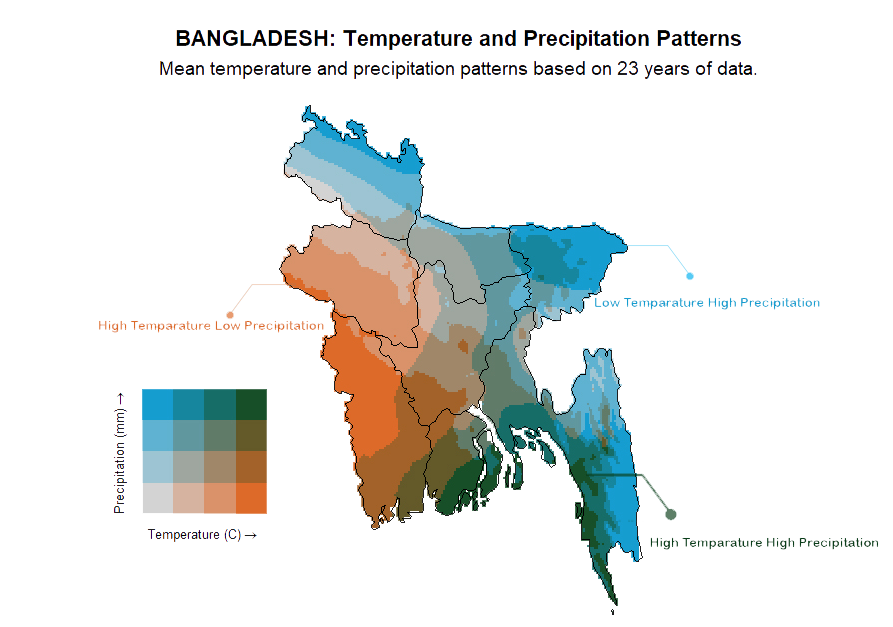 BANGLADESH: Temperature and Precipitation Patterns
Mean temperature and precipitation patterns based on 23 years of data.
Low Temparature High Precipitation
High Temparature Low Precipitation
Precipitation (mm) →
Temperature (C) →
High Temparature High Precipitation